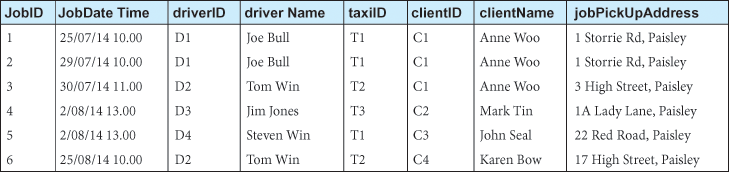 JobID JobDate Time driverID driver Name taxiID clientID clientName jobPickUpAddress
1 25/07/14 10.00 D1 Joe Bull T1 C1 Anne Woo 1 Storrie Rd, Paisley
2 29/07/14 10.00 D1 Joe Bull T1 C1 Anne Woo 1 Storrie Rd, Paisley
3 30/07/14 11.00 D2 Tom Win T2 C1 Anne Woo 3 High Street, Paisley
4 2/08/14 13.00 D3 Jim Jones T3 C2 Mark Tin 1A Lady Lane, Paisley
5 2/08/14 13.00 D4 Steven Win T1 C3 John Seal 22 Red Road, Paisley
6 25/08/14 10.00 D2 Tom Win T2 C4 Karen Bow 17 High Street, Paisley